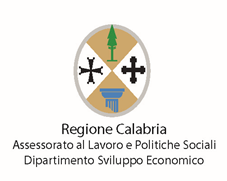 Regione Calabria
Assessorato al Lavoro e Politiche Sociali
Dipartimento Sviluppo Economico